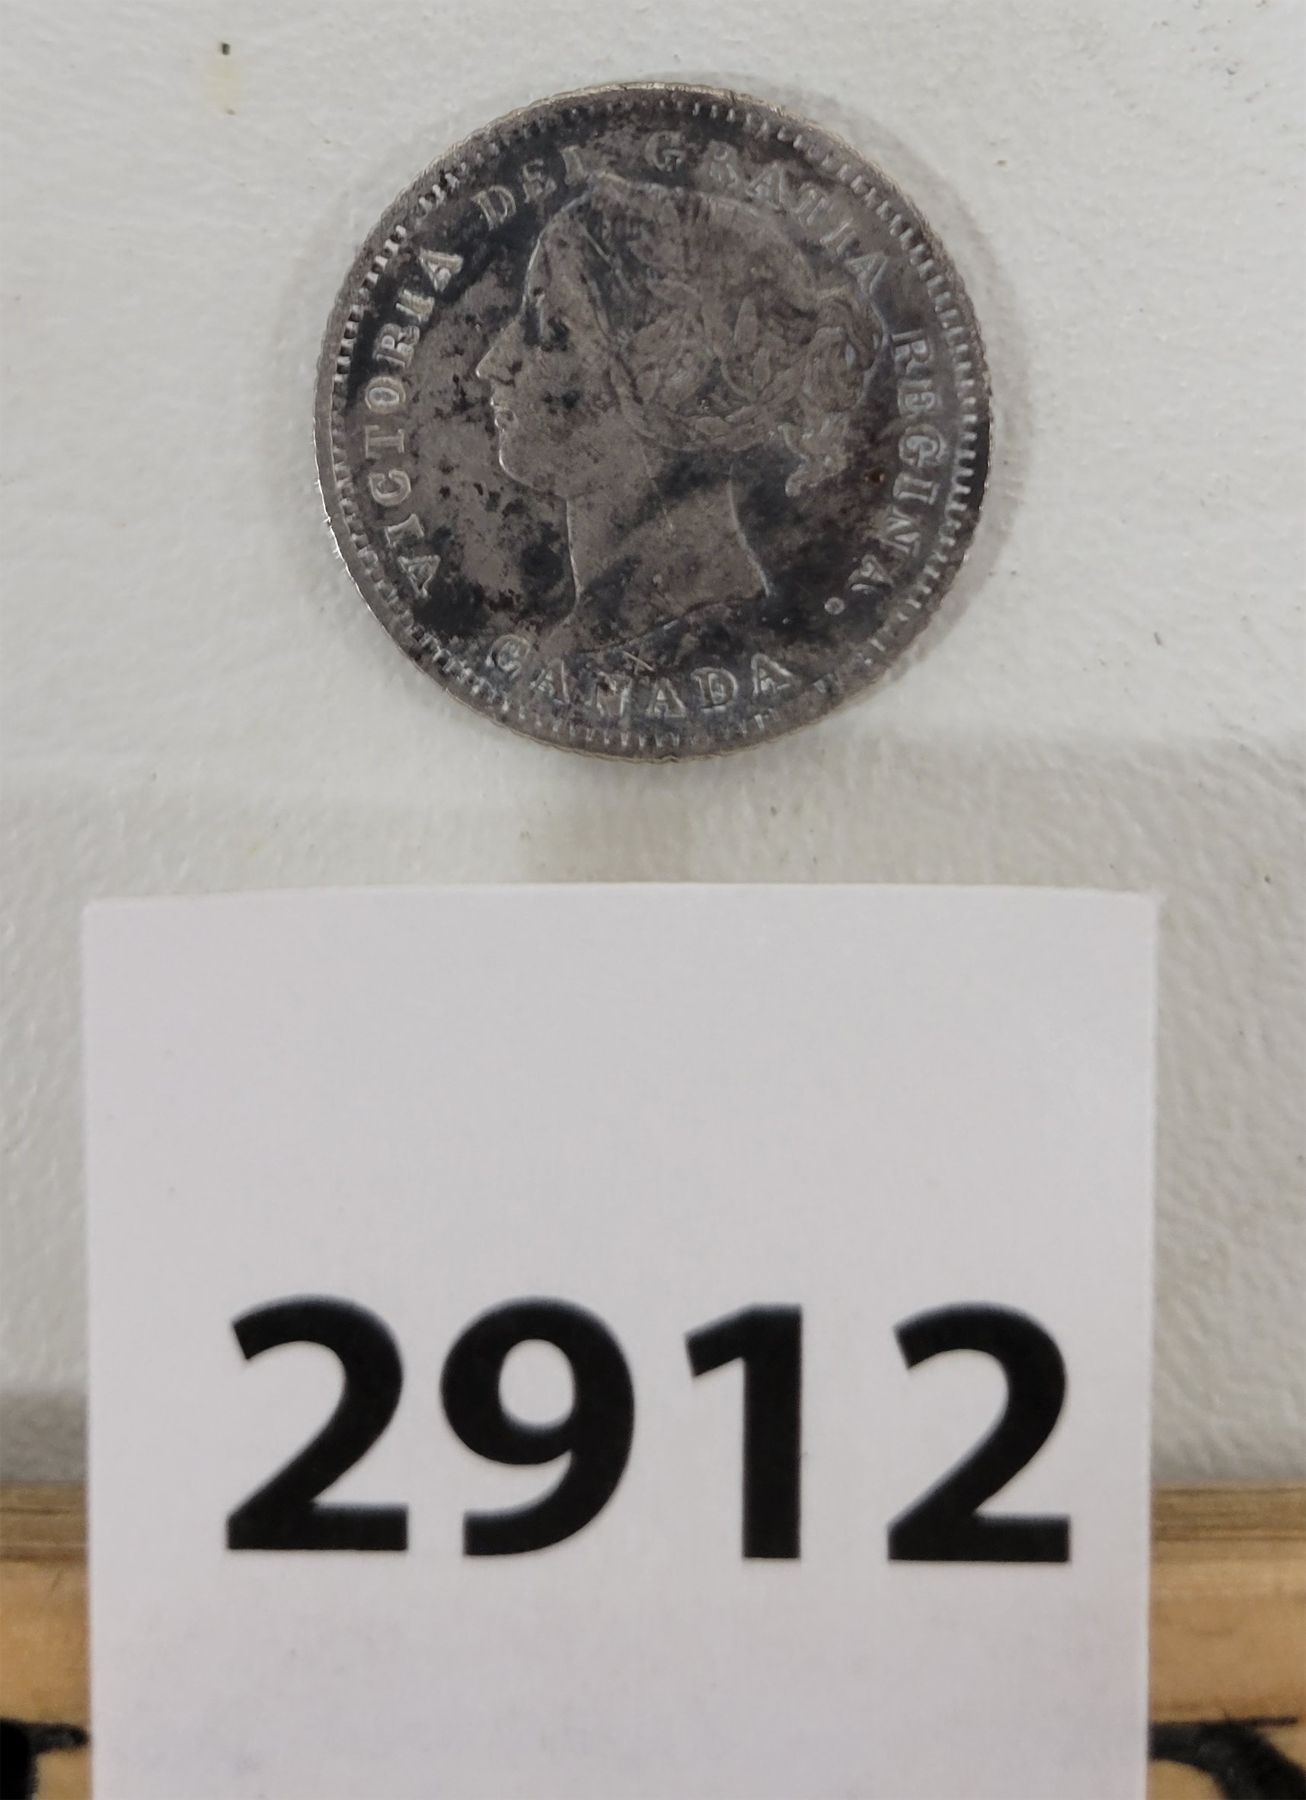 VICTORIA DEI GRATIA REGINA.
CANADA
2912